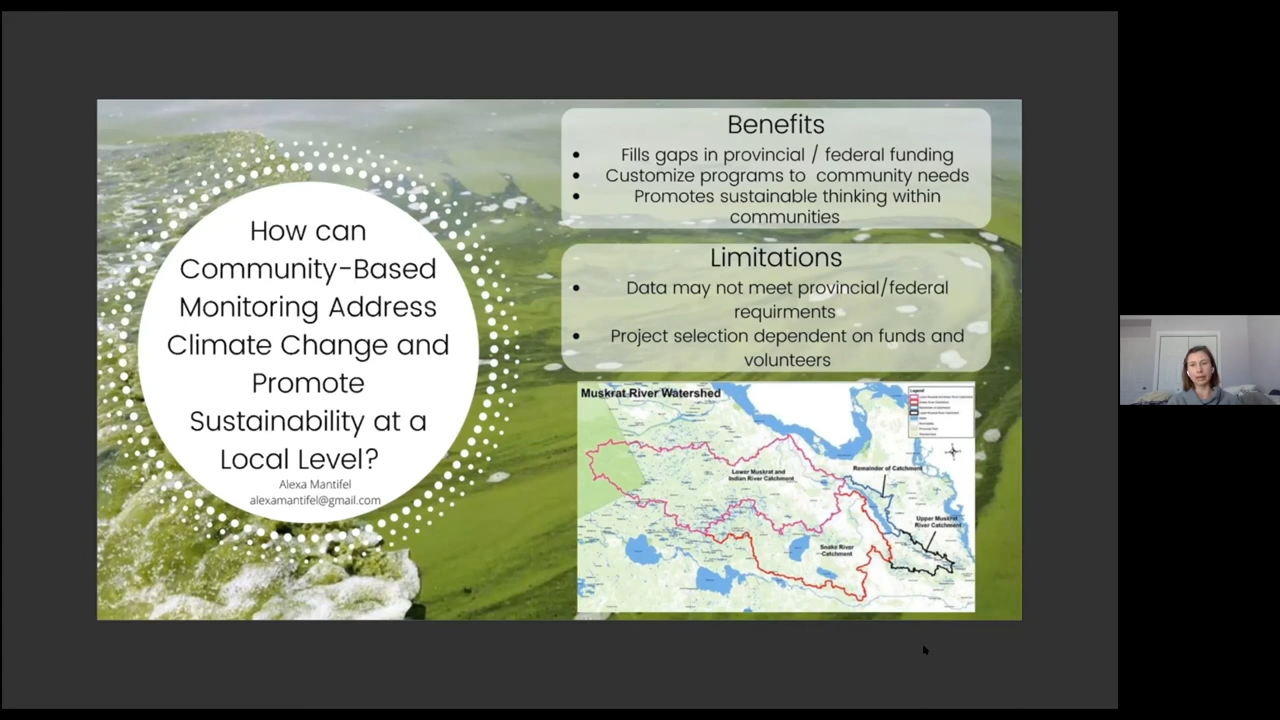 How can
Community-Based
Monitoring Address
Climate Change and
Promote
Sustainability at a
Local Level?
Alexa Mantifel
alexamantifel@gmail.com
Benefits
• Fills gaps in provincial / federal funding
• Customize programs to community needs
• Promotes sustainable thinking within
communities
Limitations
• Data may not meet provincial/federal
requirments
• Project selection dependent on funds and
volunteers
Muskrat River Watershed
Legend
Lower Muskrat and
Indian River Catchment
Remainder of Catchment
Upper Muskrat
River Catchment
Snake River
Catchment